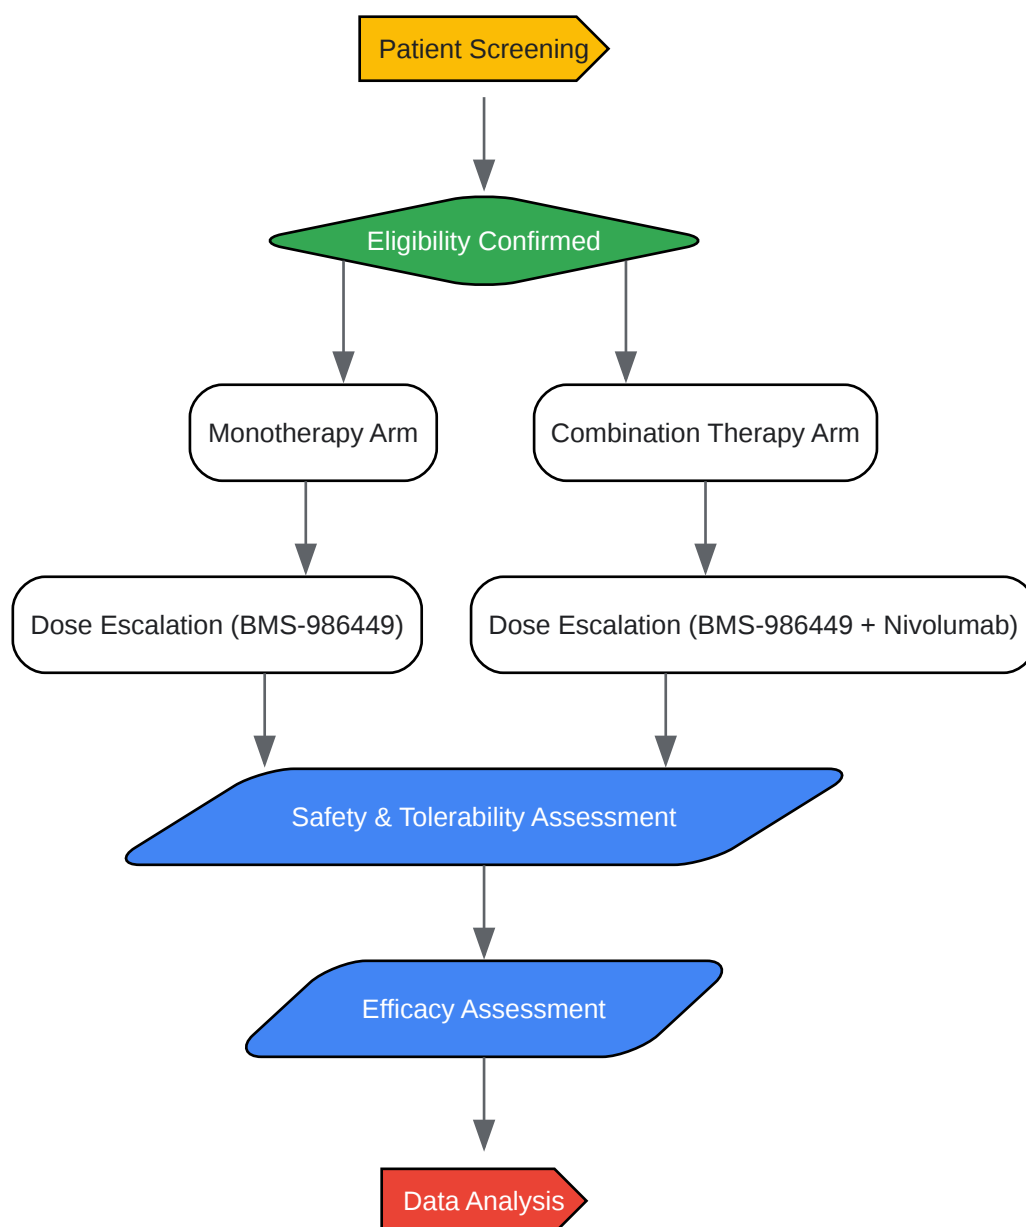 Patient Screening
Eligibility Confirmed
Monotherapy Arm
Combination Therapy Arm
Dose Escalation (BMS-986449)
Dose Escalation (BMS-986449 + Nivolumab)
Safety & Tolerability Assessment
Efficacy Assessment
Data Analysis